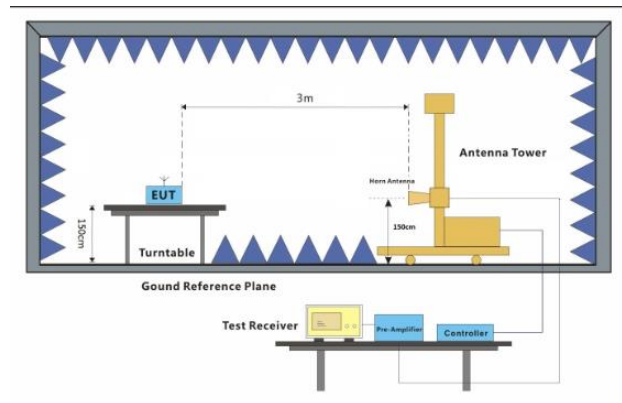 3m
Antenna Tower
Horn Antenna
EUT
150cm
150cm
Turntable
Gound Reference Plane
Test Receiver
Pre-Amplifier
Controller